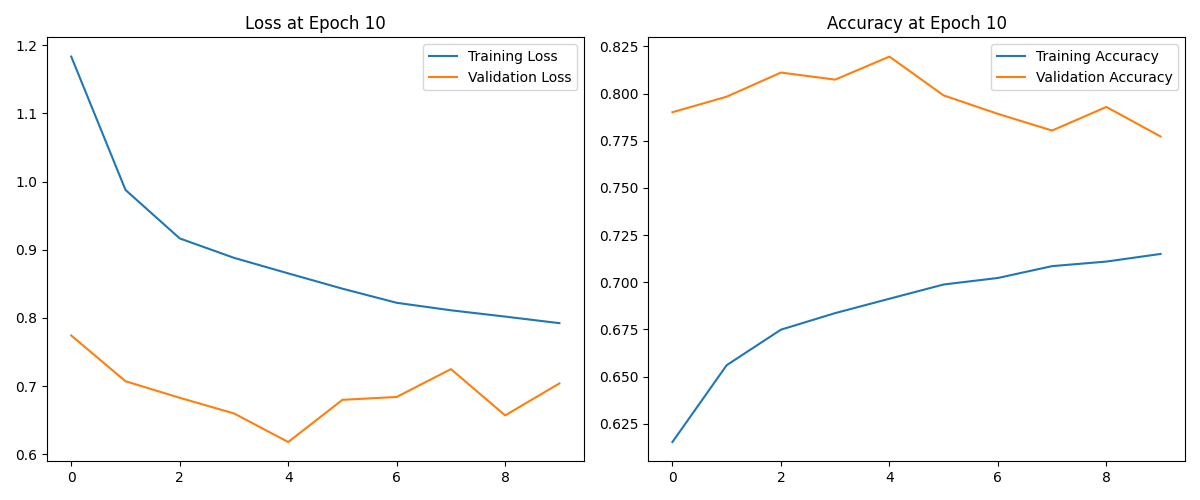 Loss at Epoch 10
1.2
1.1
1.0
0.9
0.8
0.7
0.6
0 2 4 6 8
Training Loss
Validation Loss
Accuracy at Epoch 10
0.825
0.800
0.775
0.750
0.725
0.700
0.675
0.650
0.625
0 2 4 6 8
Training Accuracy
Validation Accuracy